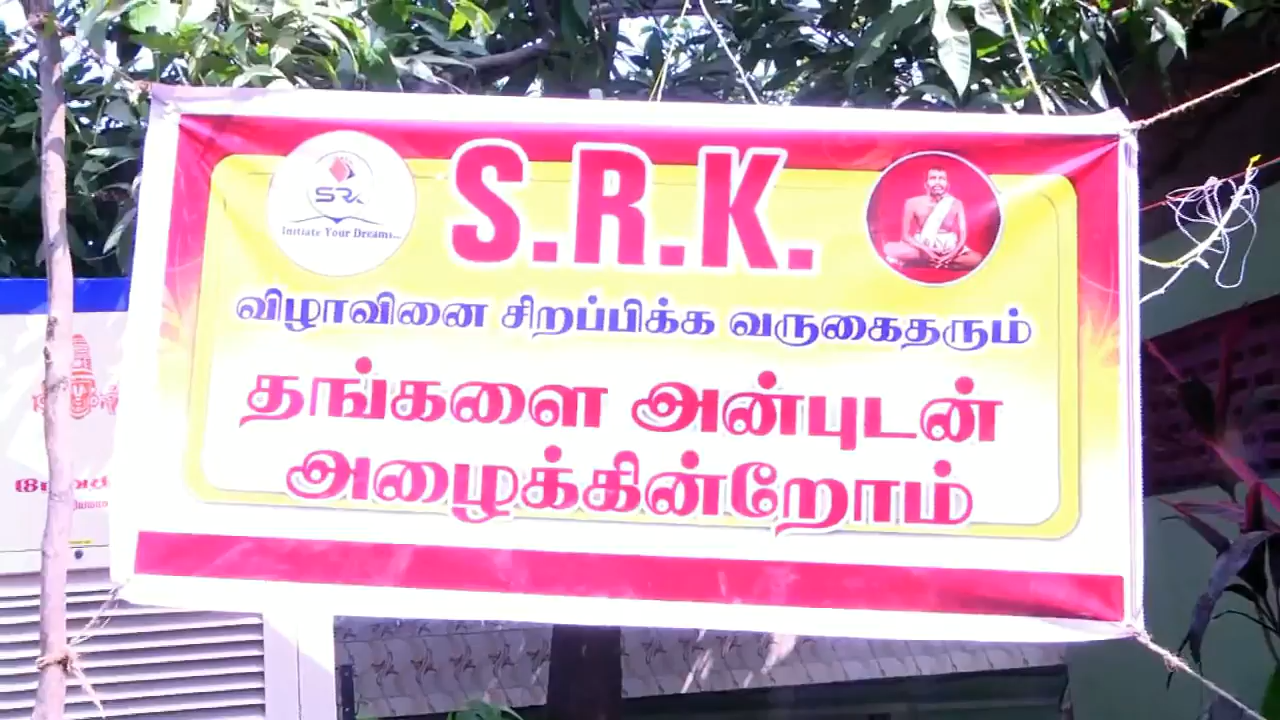 SRK
Initiate Your Dreams...
S.R.K.
விழாவினை சிறப்பிக்க வருகைதரும்
தங்களை அன்புடன்
அழைக்கின்றோம்